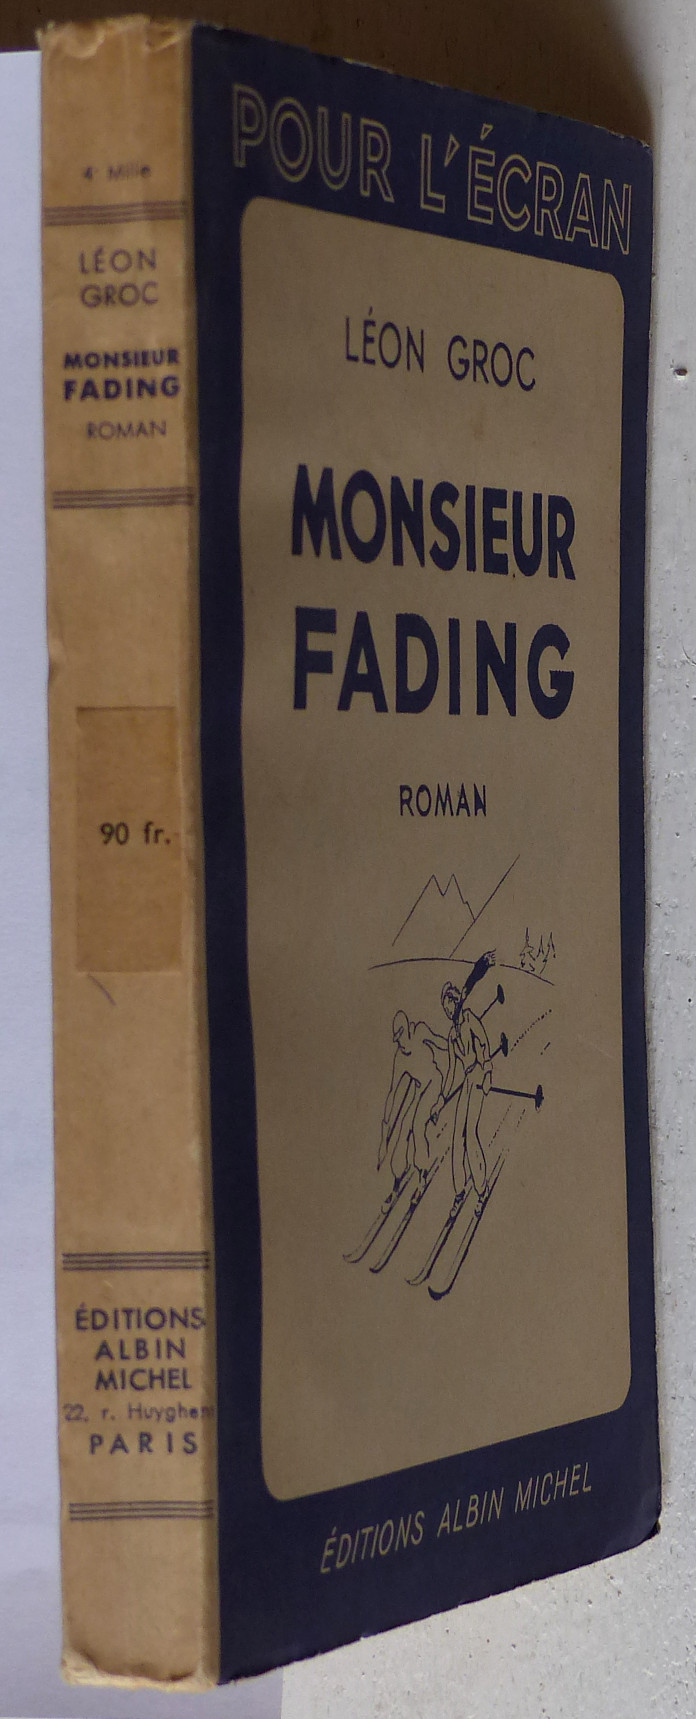 4e Mille
LÉON
GROC
MONSIEUR
FADING
ROMAN
90 fr.
ÉDITIONS
ALBIN
MICHEL
22, r. Huyghens
PARIS
POUR L'ÉCRAN
LÉON GROC
MONSIEUR
FADING
ROMAN
ÉDITIONS ALBIN MICHEL